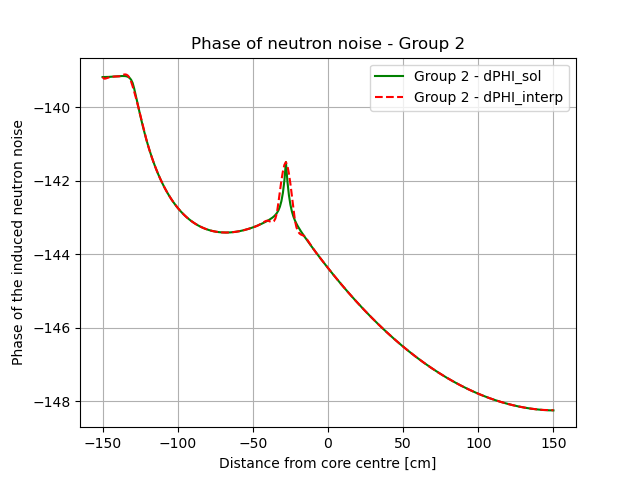 Phase of neutron noise - Group 2
Group 2 - dPHI_sol
Group 2 - dPHI_interp
Phase of the induced neutron noise
−140
−142
−144
−146
−148
−150
−100
−50
0
50
100
150
Distance from core centre [cm]